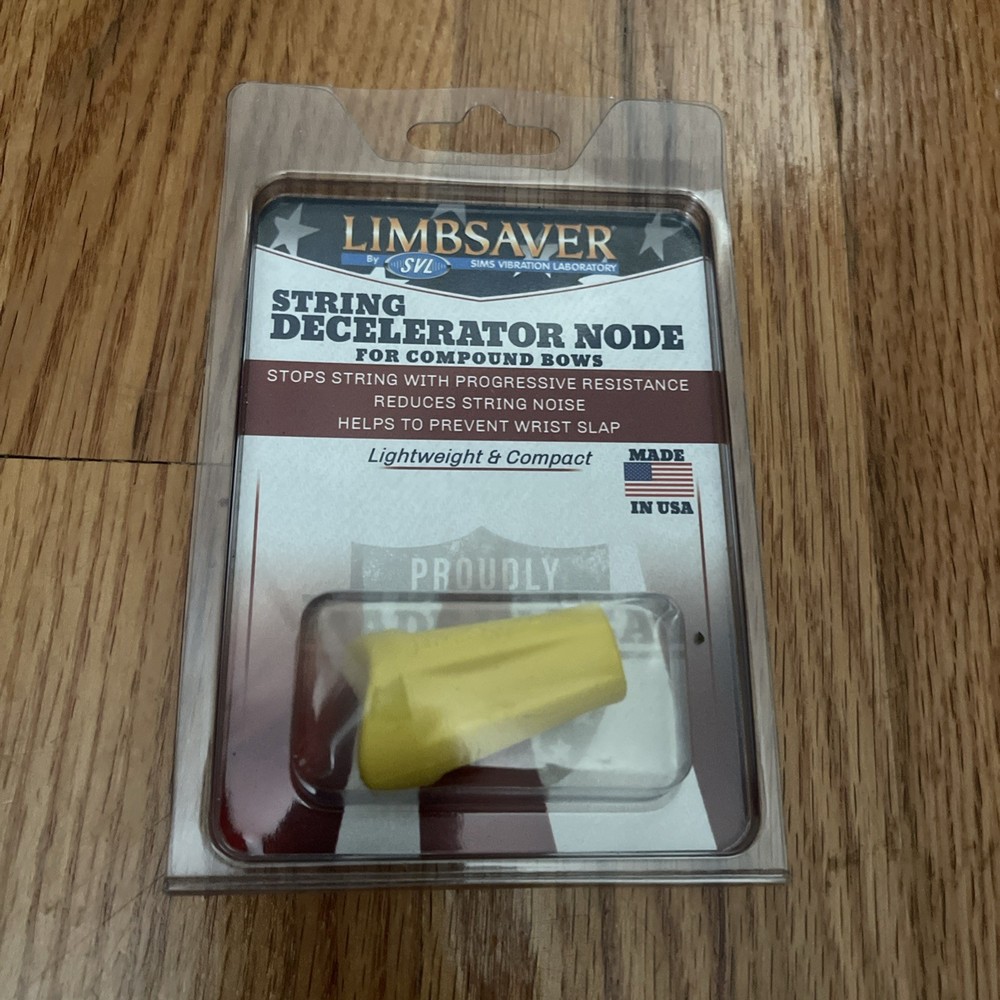 LIMBSAVER
By SVL SIMS VIBRATION LABORATORY
STRING
DECELERATOR NODE
FOR COMPOUND BOWS
STOPS STRING WITH PROGRESSIVE RESISTANCE
REDUCES STRING NOISE
HELPS TO PREVENT WRIST SLAP
Lightweight & Compact
MADE
IN USA
PROUDLY